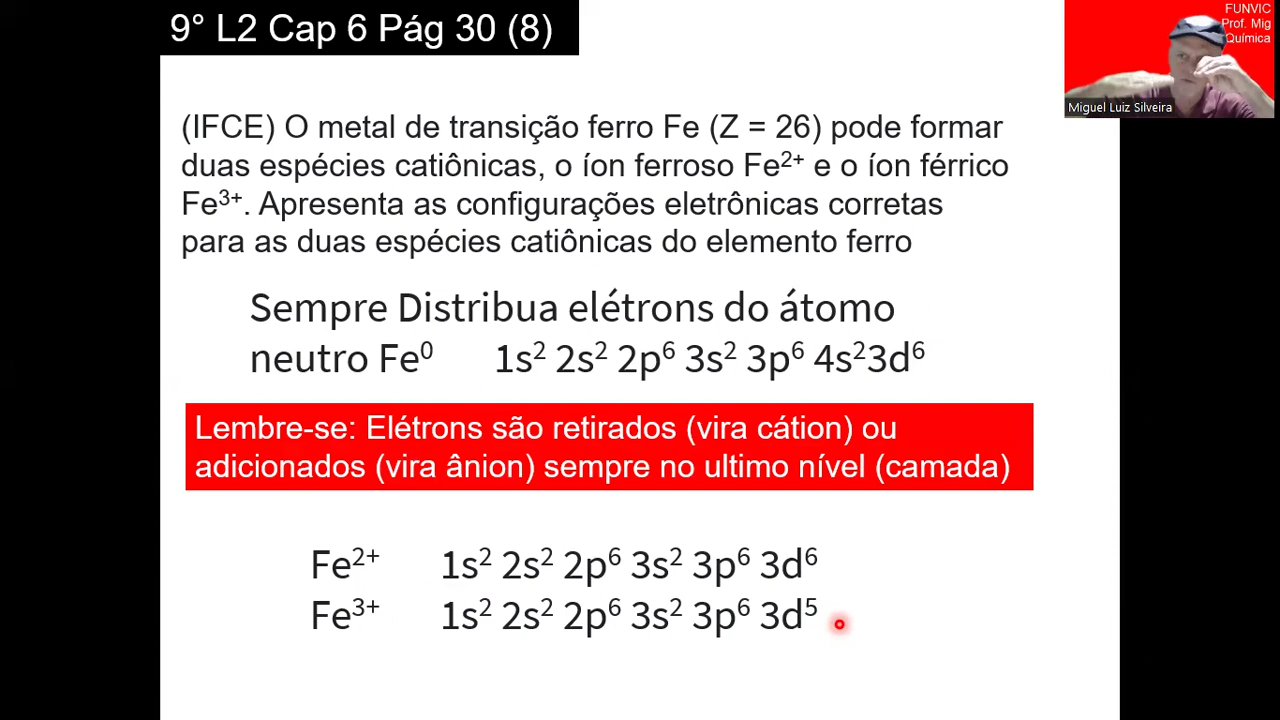 9° L2 Cap 6 Pág 30 (8)
FUNVIC
Prof. Mig
Química
Miguel Luiz Silveira
(IFCE) O metal de transição ferro Fe (Z = 26) pode formar
duas espécies catiônicas, o íon ferroso Fe²⁺ e o íon férrico
Fe³⁺. Apresenta as configurações eletrônicas corretas
para as duas espécies catiônicas do elemento ferro
Sempre Distribua elétrons do átomo
neutro Fe⁰ 1s² 2s² 2p⁶ 3s² 3p⁶ 4s²3d⁶
Lembre-se: Elétrons são retirados (vira cátion) ou
adicionados (vira ânion) sempre no ultimo nível (camada)
Fe²⁺ 1s² 2s² 2p⁶ 3s² 3p⁶ 3d⁶
Fe³⁺ 1s² 2s² 2p⁶ 3s² 3p⁶ 3d⁵